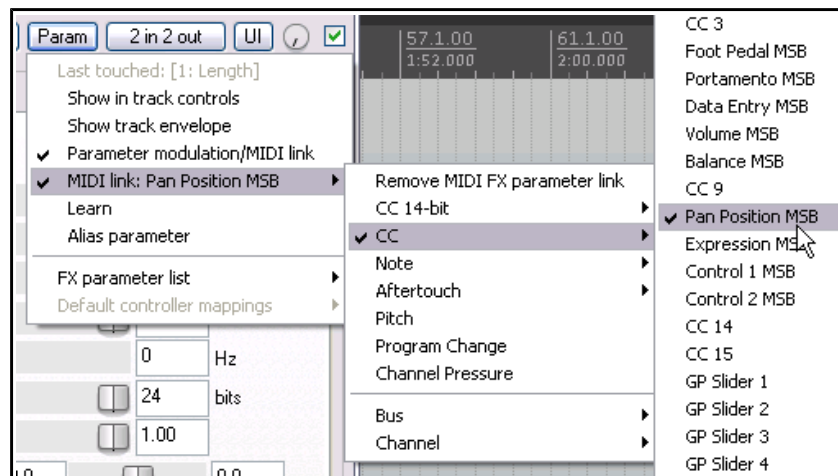 Param
2 in 2 out
UI
Last touched: [1: Length]
Show in track controls
Show track envelope
Parameter modulation/MIDI link
MIDI link: Pan Position MSB
Learn
Alias parameter
FX parameter list
Default controller mappings
0 Hz
24 bits
1.00
0.0
57.1.00
1:52.000
61.1.00
2:00.000
Remove MIDI FX parameter link
CC 14-bit
CC
Note
Aftertouch
Pitch
Program Change
Channel Pressure
Bus
Channel
CC 3
Foot Pedal MSB
Portamento MSB
Data Entry MSB
Volume MSB
Balance MSB
CC 9
Pan Position MSB
Expression MSB
Control 1 MSB
Control 2 MSB
CC 14
CC 15
GP Slider 1
GP Slider 2
GP Slider 3
GP Slider 4